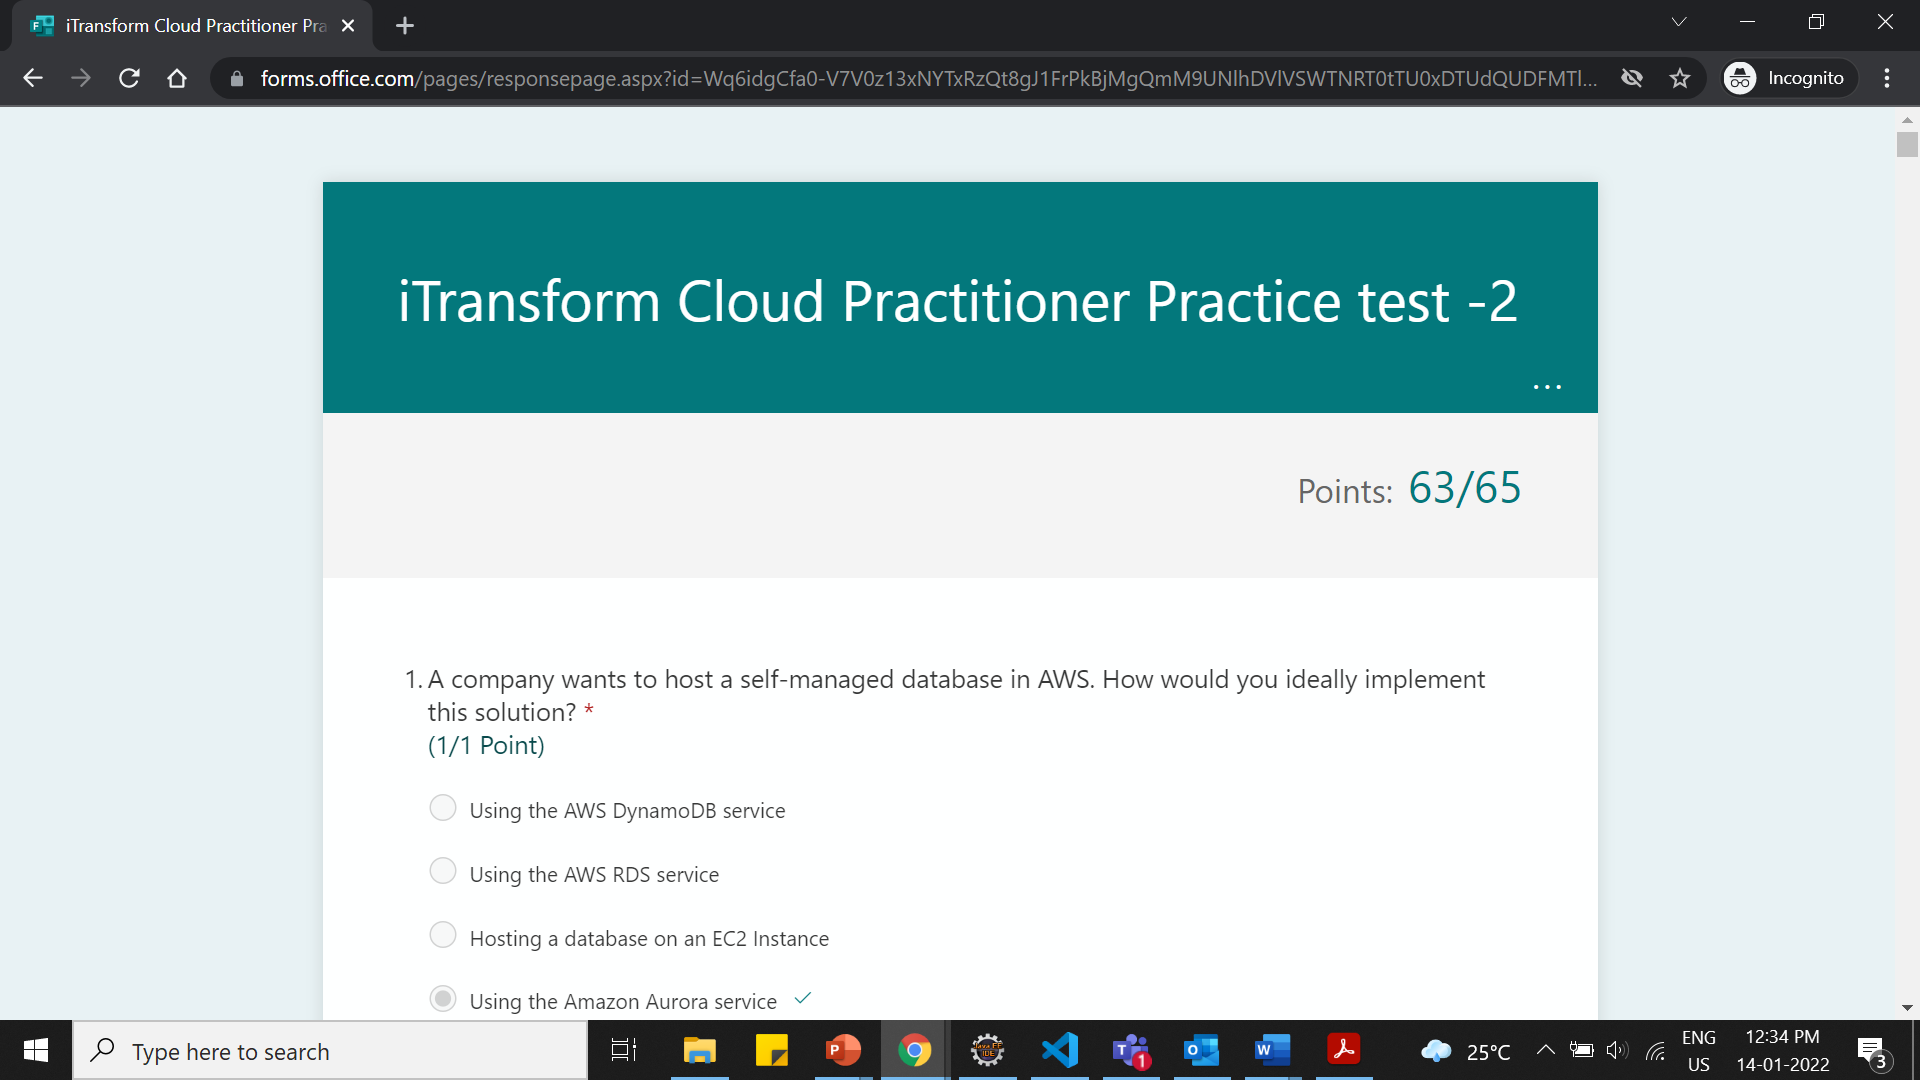 iTransform Cloud Practitioner Pra
forms.office.com/pages/responsepage.aspx?id=Wq6idgCfa0-V7V0z13xNYTxRzQt8gJ1FrPkBjMgQmM9UNlhDVlVSWTNRT0tTU0xDTUdQUDFMTl...
Incognito
iTransform Cloud Practitioner Practice test -2
...
Points: 63/65
1. A company wants to host a self-managed database in AWS. How would you ideally implement
this solution? *
(1/1 Point)
Using the AWS DynamoDB service
Using the AWS RDS service
Hosting a database on an EC2 Instance
Using the Amazon Aurora service
Type here to search
25°C
ENG
US
12:34 PM
14-01-2022
3